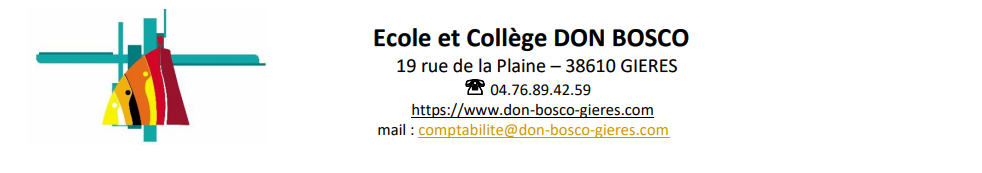 Ecole et Collège DON BOSCO
19 rue de la Plaine – 38610 GIERES
☎ 04.76.89.42.59
https://www.don-bosco-gieres.com
mail : comptabilite@don-bosco-gieres.com